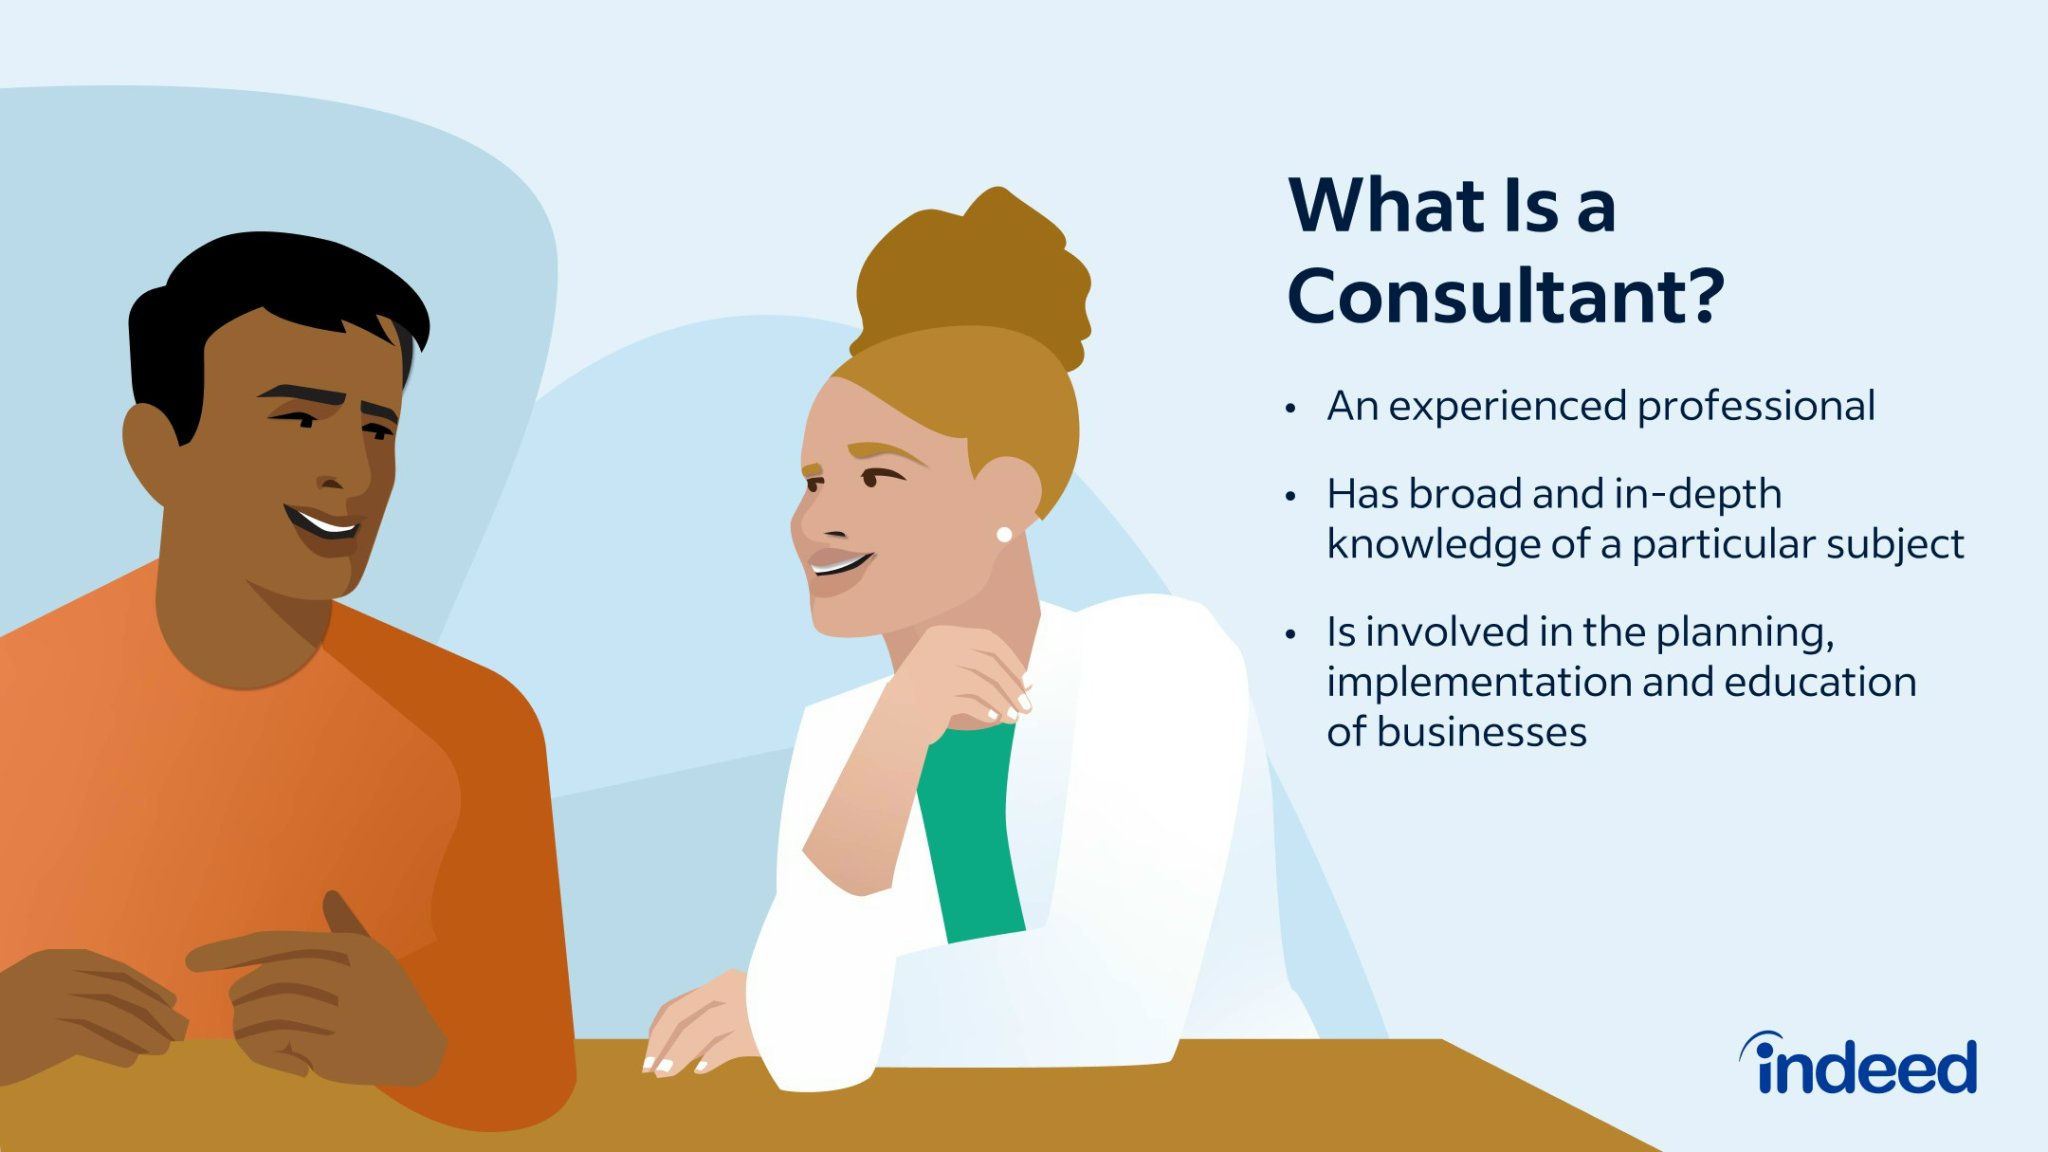 What Is a
Consultant?
• An experienced professional
• Has broad and in-depth
knowledge of a particular subject
• Is involved in the planning,
implementation and education
of businesses
indeed